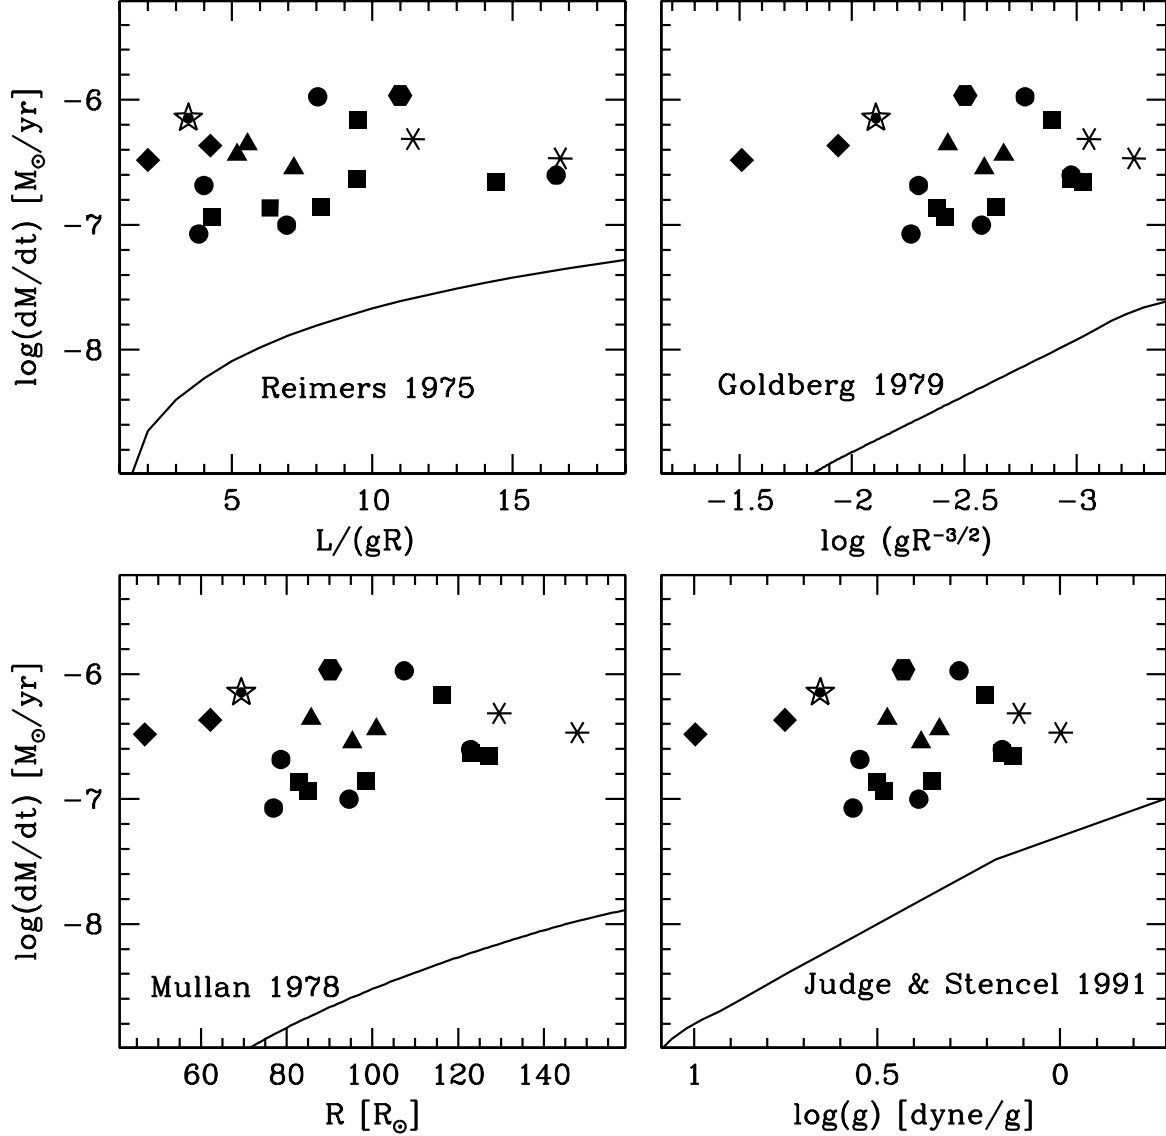 log(dM/dt) [M⊙/yr]
−6
−7
−8
Reimers 1975
5 10 15
L/(gR)
Goldberg 1979
−1.5 −2 −2.5 −3
log (gR−3/2)
log(dM/dt) [M⊙/yr]
−6
−7
−8
Mullan 1978
60 80 100 120 140
R [R⊙]
Judge & Stencel 1991
1 0.5 0
log(g) [dyne/g]